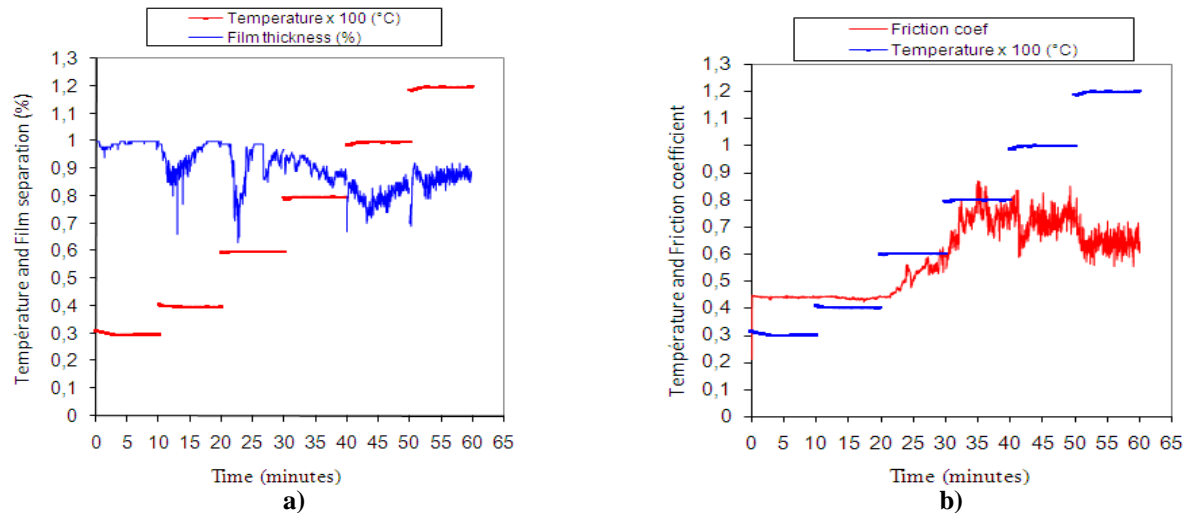 Temperature x 100 (°C)
Film thickness (%)
Température and Film separation (%)
1,3
1,2
1,1
1
0,9
0,8
0,7
0,6
0,5
0,4
0,3
0,2
0,1
0
0 5 10 15 20 25 30 35 40 45 50 55 60 65
Time (minutes)
a)
Friction coef
Temperature x 100 (°C)
Température and Friction coefficient
1,3
1,2
1,1
1
0,9
0,8
0,7
0,6
0,5
0,4
0,3
0,2
0,1
0
0 5 10 15 20 25 30 35 40 45 50 55 60 65
Time (minutes)
b)